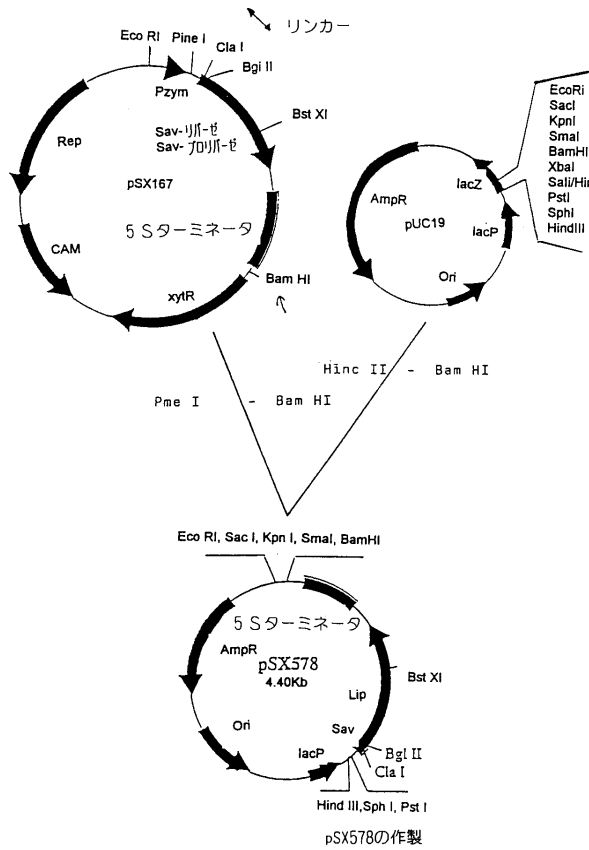 リンカー
Eco RI
Pine I
Cla I
Bgi II
Pzym
Bst XI
Sav-リパーゼ
Sav-プロリパーゼ
Rep
pSX167
5Sターミネータ
CAM
Bam HI
xytR
EcoRi
SacI
KpnI
SmaI
BamHI
XbaI
SalI/Hin
PstI
SphI
HindIII
lacZ
AmpR
pUC19
lacP
Ori
Hinc II - Bam HI
Pme I - Bam HI
Eco RI, Sac I, Kpn I, SmaI, BamHI
5Sターミネータ
AmpR
pSX578
4.40Kb
Bst XI
Lip
Ori
Sav
Bgl II
lacP
Cla I
Hind III,Sph I, Pst I
pSX578の作製